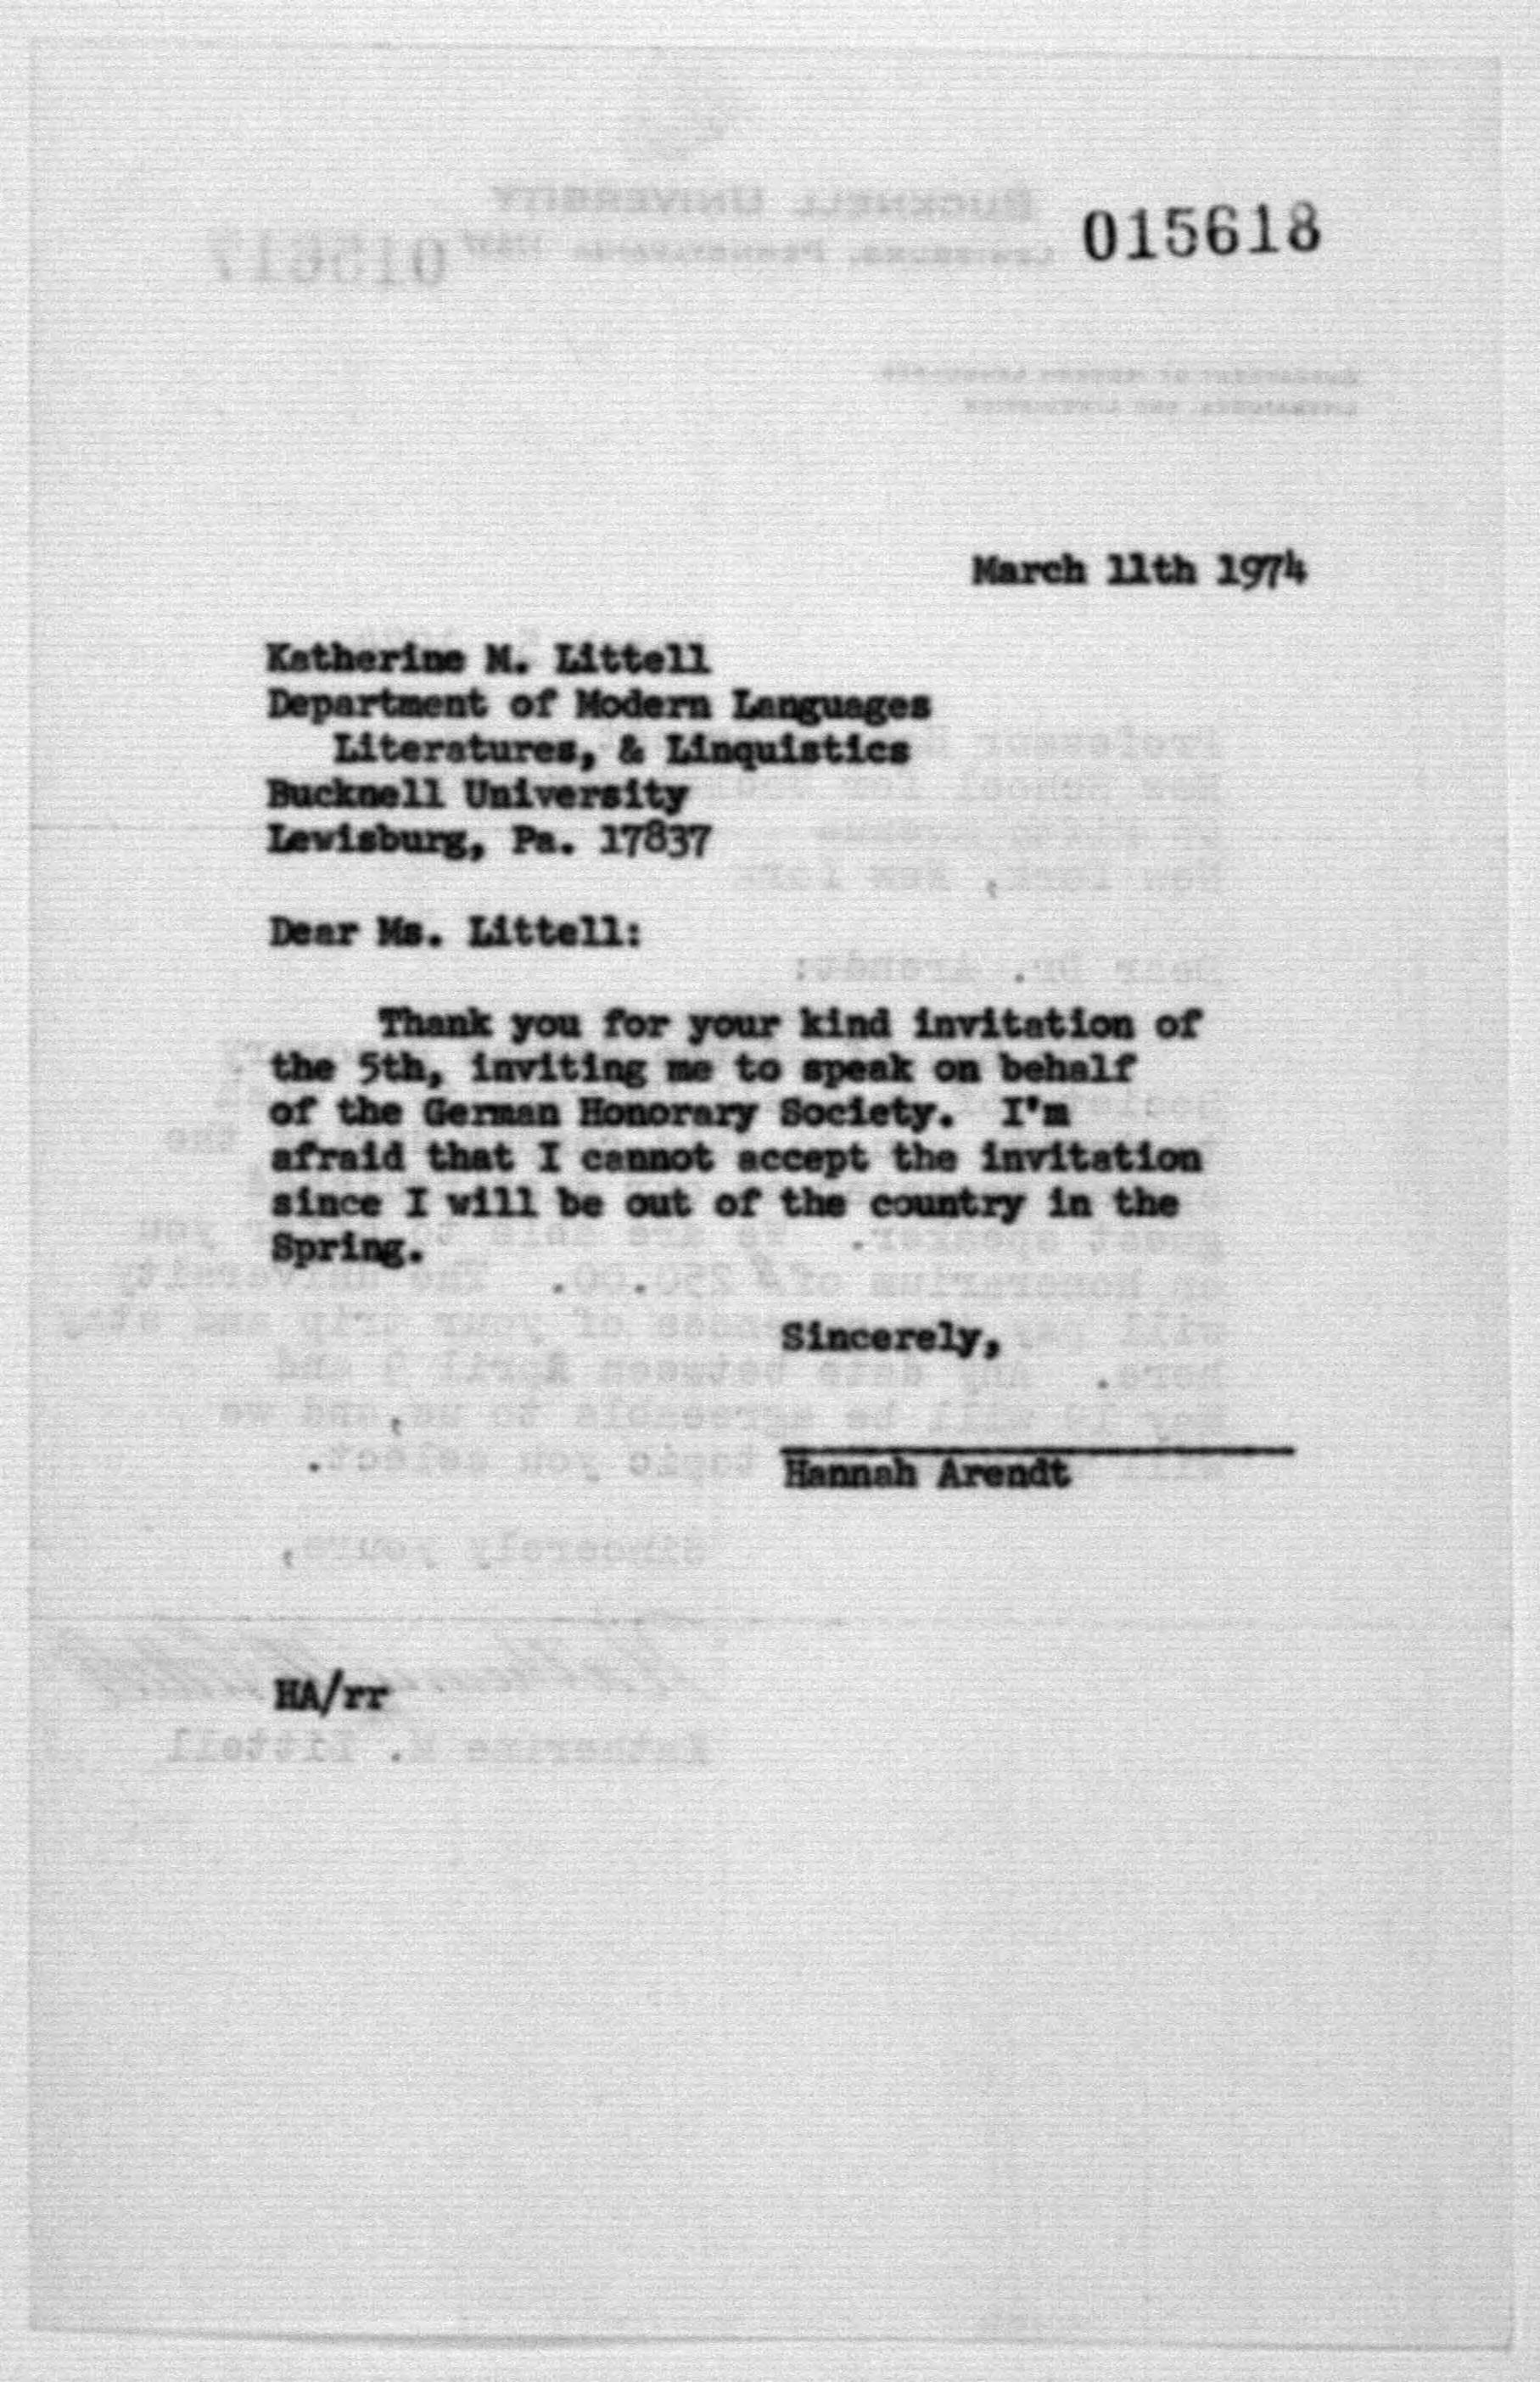 015618
March 11th 1974
Katherine M. Littell
Department of Modern Languages
Literatures, & Linquistics
Bucknell University
Lewisburg, Pa. 17837
Dear Ms. Littell:
Thank you for your kind invitation of
the 5th, inviting me to speak on behalf
of the German Honorary Society. I'm
afraid that I cannot accept the invitation
since I will be out of the country in the
Spring.
Sincerely,
Hannah Arendt
HA/rr